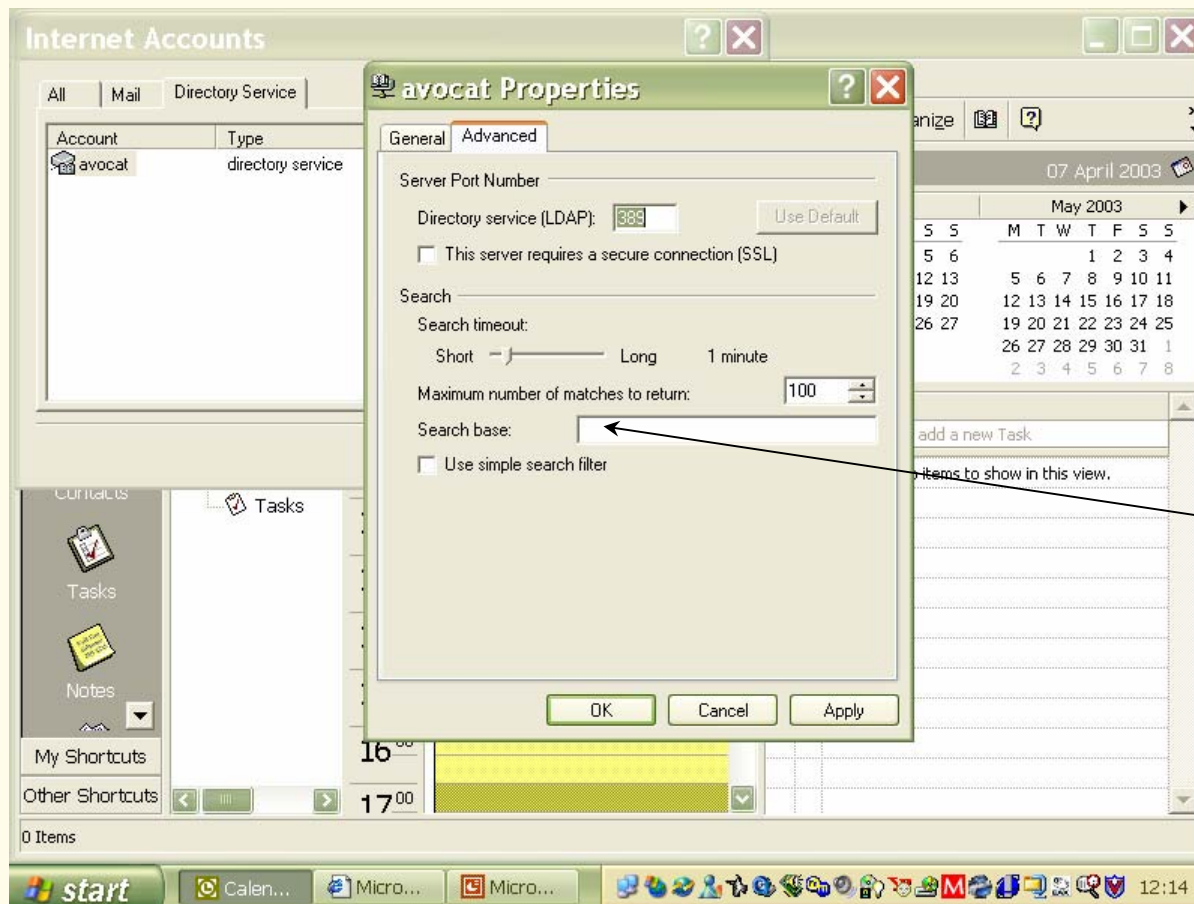 Internet Accounts
All
Mail
Directory Service
Account
Type
avocat
directory service
avocat Properties
General
Advanced
Server Port Number
Directory service (LDAP):
389
Use Default
This server requires a secure connection (SSL)
Search
Search timeout:
Short
Long
1 minute
Maximum number of matches to return:
100
Search base:
Use simple search filter
OK
Cancel
Apply
07 April 2003
May 2003
S S
M T W T F S S
5 6
1 2 3 4
12 13
5 6 7 8 9 10 11
19 20
12 13 14 15 16 17 18
26 27
19 20 21 22 23 24 25
26 27 28 29 30 31 1
2 3 4 5 6 7 8
add a new Task
items to show in this view.
Contacts
Tasks
Tasks
Notes
My Shortcuts
Other Shortcuts
16 00
17 00
0 Items
start
Calen...
Micro...
Micro...
12:14